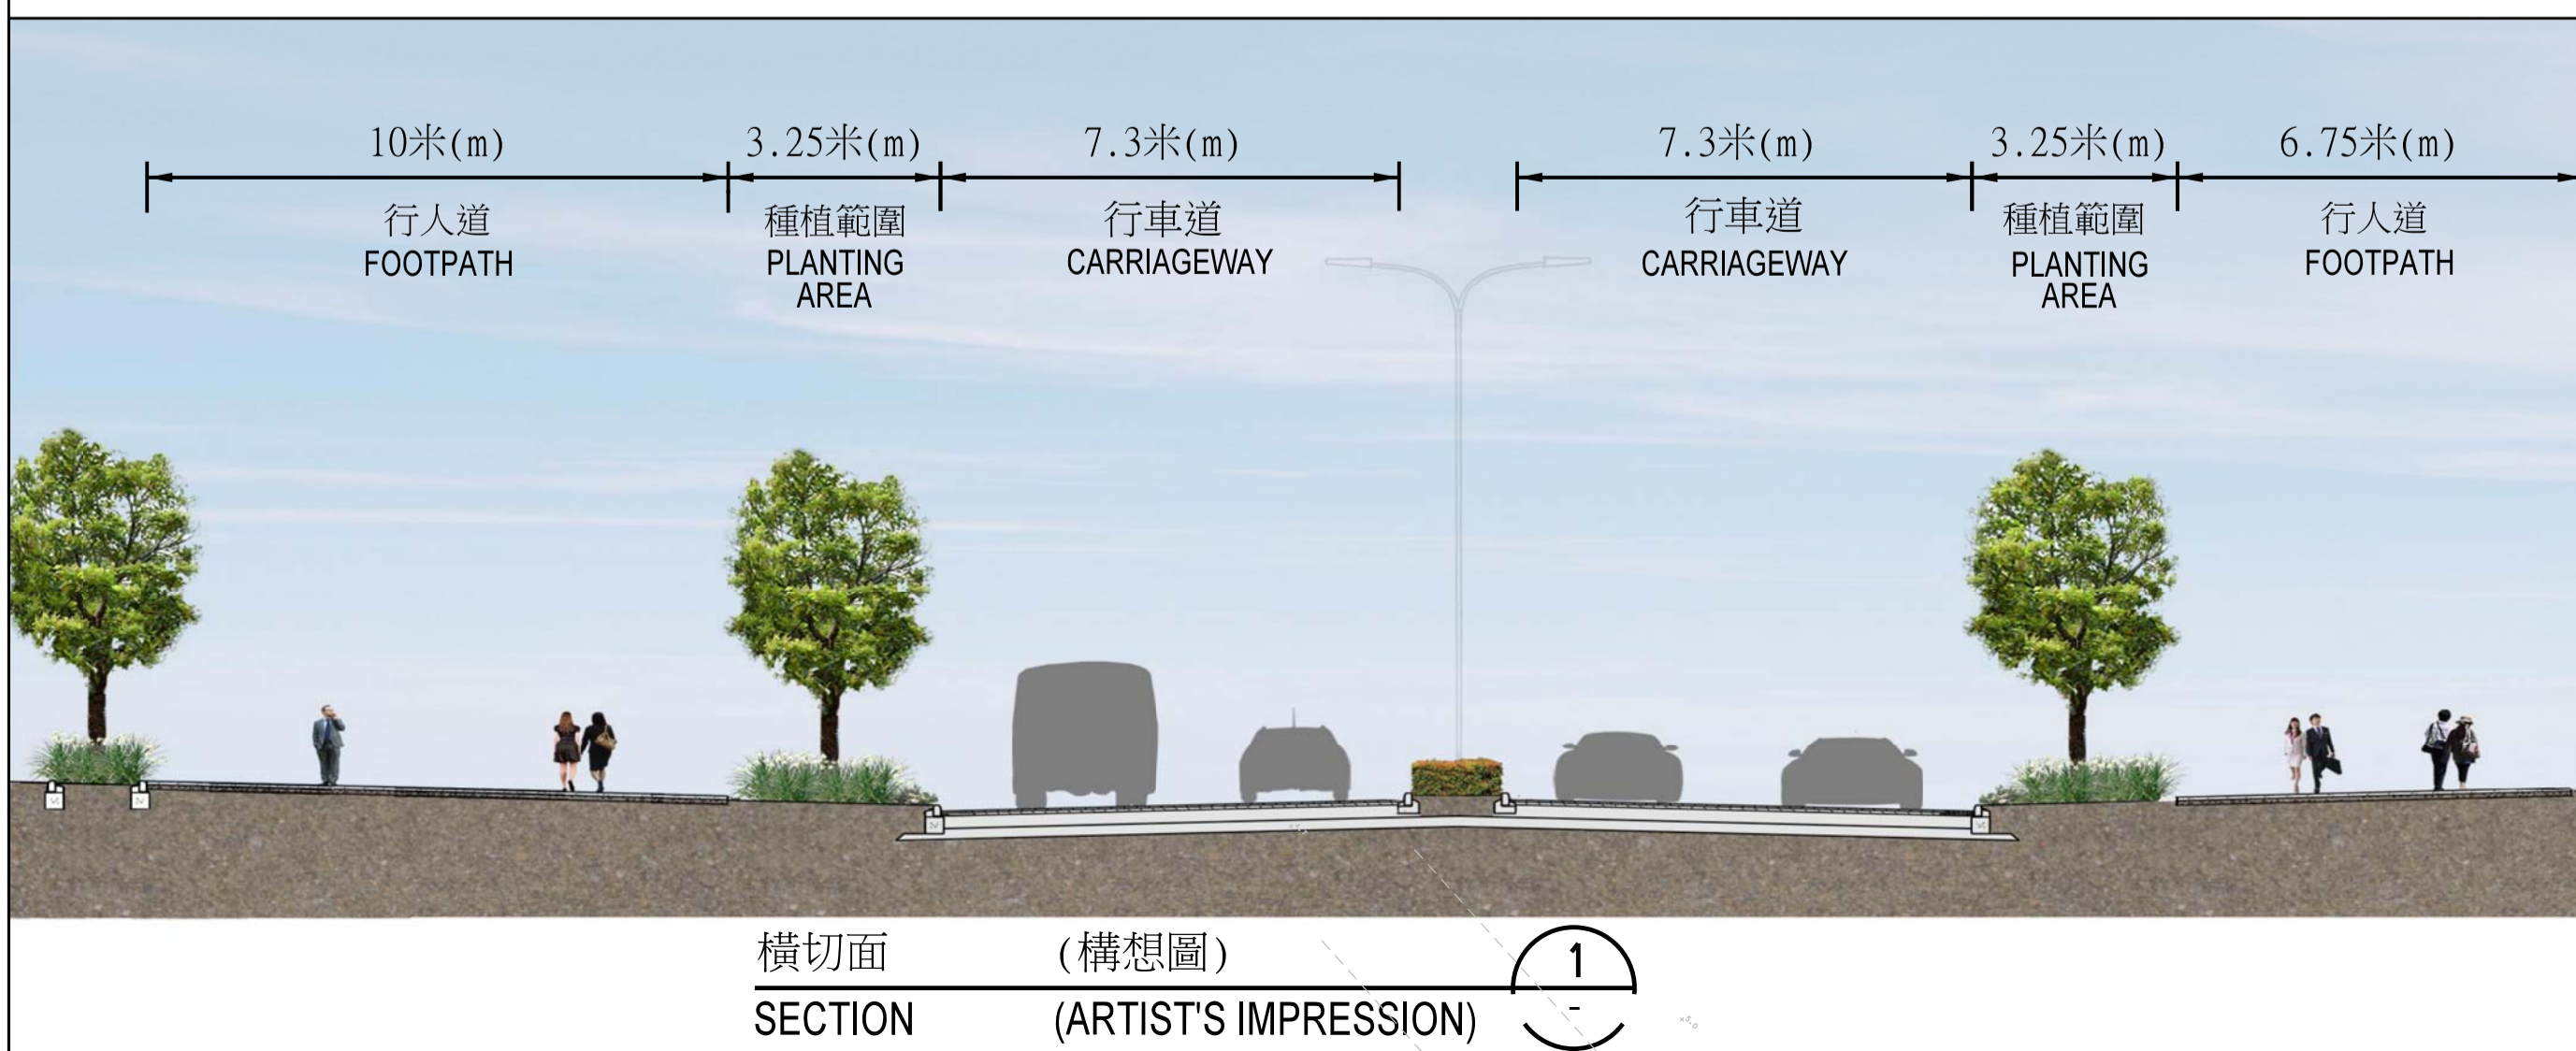 10米(m)
行人道
FOOTPATH
3.25米(m)
種植範圍
PLANTING
AREA
7.3米(m)
行車道
CARRIAGEWAY
7.3米(m)
行車道
CARRIAGEWAY
3.25米(m)
種植範圍
PLANTING
AREA
6.75米(m)
行人道
FOOTPATH
橫切面 (構想圖)
SECTION (ARTIST'S IMPRESSION)
1
-